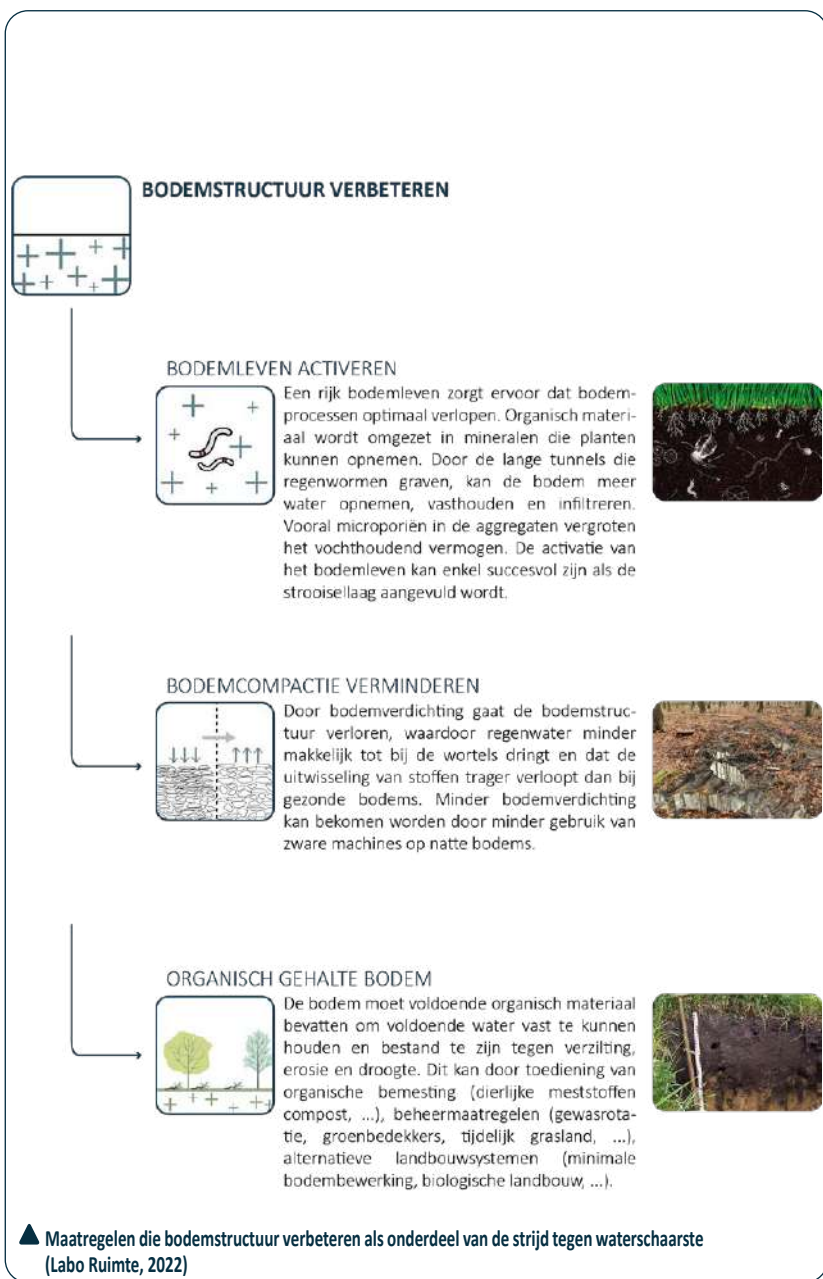 BODEMSTRUCTUUR VERBETEREN
BODEMLEVEN ACTIVEREN
Een rijk bodemleven zorgt ervoor dat bodem-
processen optimaal verlopen. Organisch materi-
aal wordt omgezet in mineralen die planten
kunnen opnemen. Door de lange tunnels die
regenwormen graven, kan de bodem meer
water opnemen, vasthouden en infiltreren.
Vooral microporiën in de aggregaten vergroten
het vochthoudend vermogen. De activatie van
het bodemleven kan enkel succesvol zijn als de
strooisellaag aangevuld wordt.
BODEMCOMPACTIE VERMINDEREN
Door bodemverdichting gaat de bodemstruc-
tuur verloren, waardoor regenwater minder
makkelijk tot bij de wortels dringt en dat de
uitwisseling van stoffen trager verloopt dan bij
gezonde bodems. Minder bodemverdichting
kan bekomen worden door minder gebruik van
zware machines op natte bodems.
ORGANISCH GEHALTE BODEM
De bodem moet voldoende organisch materiaal
bevatten om voldoende water vast te kunnen
houden en bestand te zijn tegen verzilting,
erosie en droogte. Dit kan door toediening van
organische bemesting (dierlijke meststoffen
compost, ...), beheermaatregelen (gewasrota-
tie, groenbedekkers, tijdelijk grasland, ...),
alternatieve landbouwsystemen (minimale
bodembewerking, biologische landbouw, ...).
Maatregelen die bodemstructuur verbeteren als onderdeel van de strijd tegen waterschaarste
(Labo Ruimte, 2022)